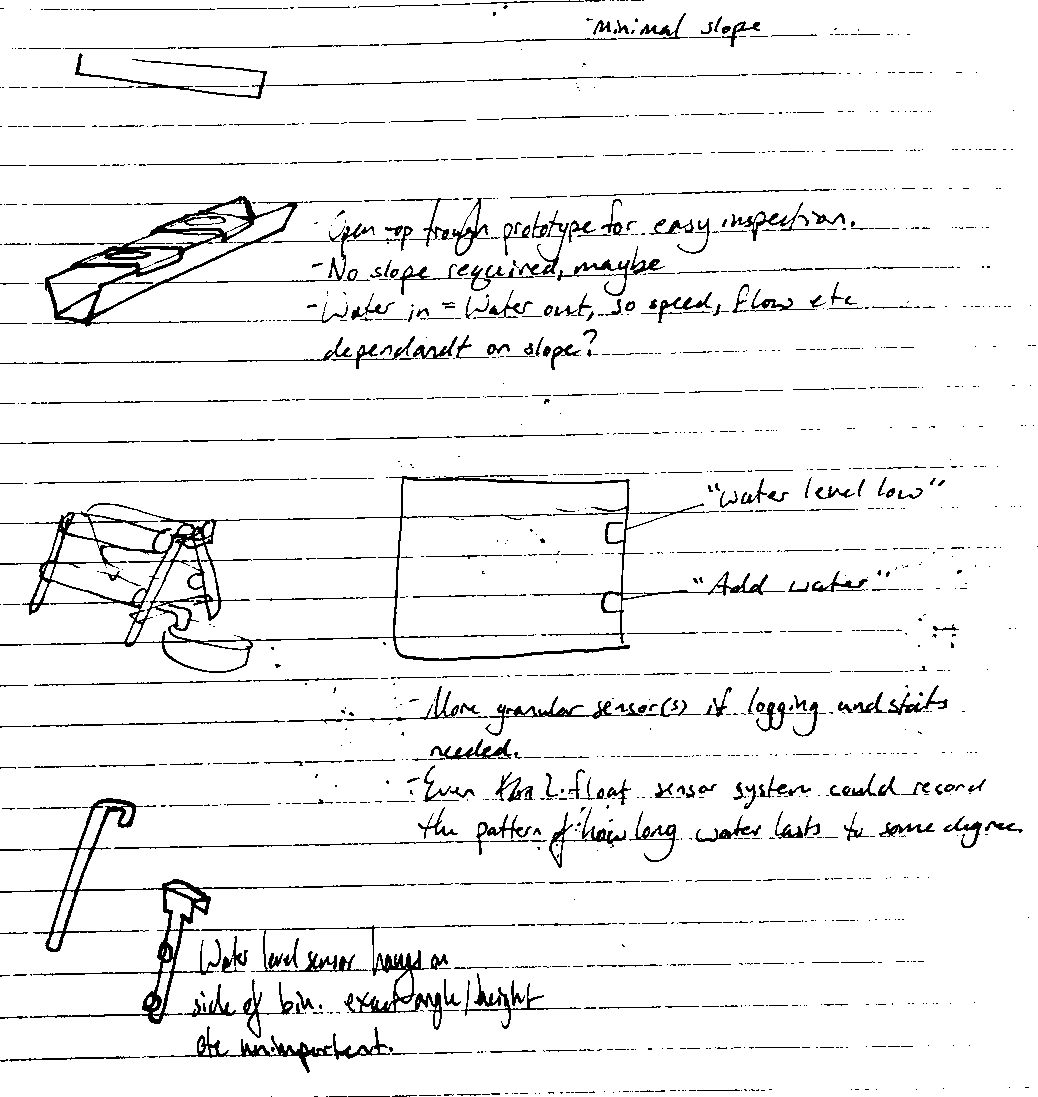 - Minimal slope
- Open top trough prototype for easy inspection.
- No slope required, maybe
- Water in = Water out, so speed, flow etc
dependandt on slope?
"water level low"
"Add water"
- More granular sensor(s) if logging and stats
needed.
- Even 2-float sensor system could record
the pattern of how long water lasts to some degree.
Water level sensor hangs on
side of bin. exact angle/height
etc unimportant.